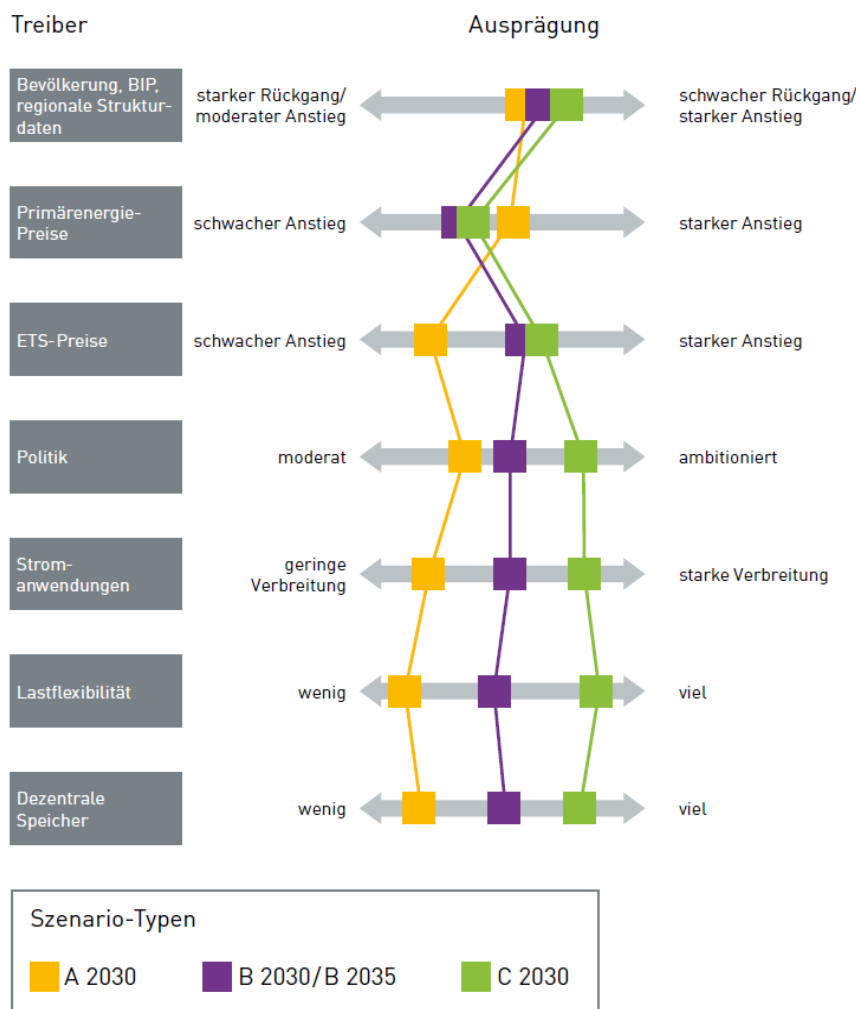 Treiber
Ausprägung
Bevölkerung, BIP,
regionale Struktur-
daten
starker Rückgang/
moderater Anstieg
schwacher Rückgang/
starker Anstieg
Primärenergie-
Preise
schwacher Anstieg
starker Anstieg
ETS-Preise
schwacher Anstieg
starker Anstieg
Politik
moderat
ambitioniert
Strom-
anwendungen
geringe
Verbreitung
starke Verbreitung
Lastflexibilität
wenig
viel
Dezentrale
Speicher
wenig
viel
Szenario-Typen
A 2030
B 2030/B 2035
C 2030